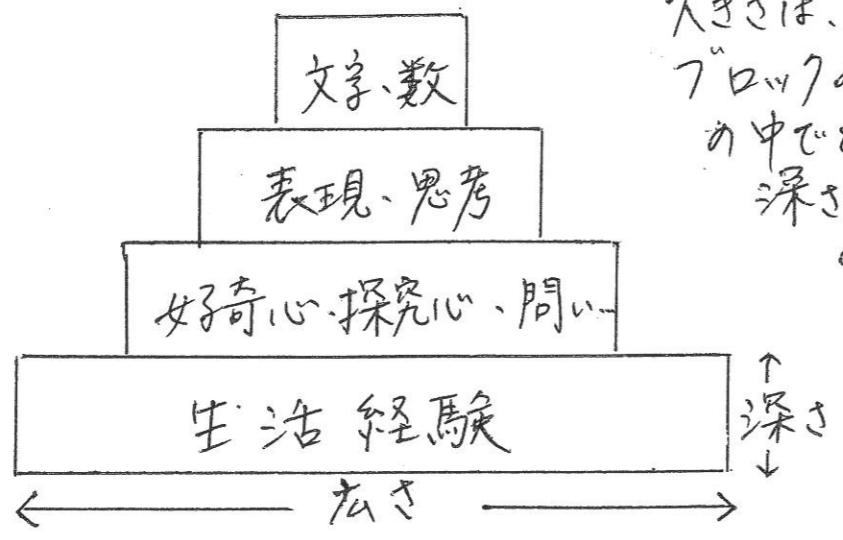 文字、数
表現、思考
好奇心・探究心、問い…
生活経験
深さ
広さ
大きさは、
ブロックの
の中で
深さ